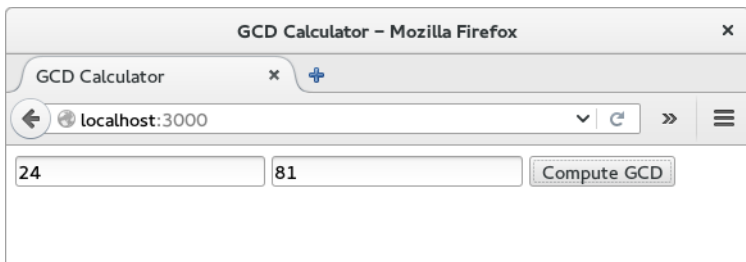 GCD Calculator – Mozilla Firefox
GCD Calculator
localhost:3000
24 81 Compute GCD